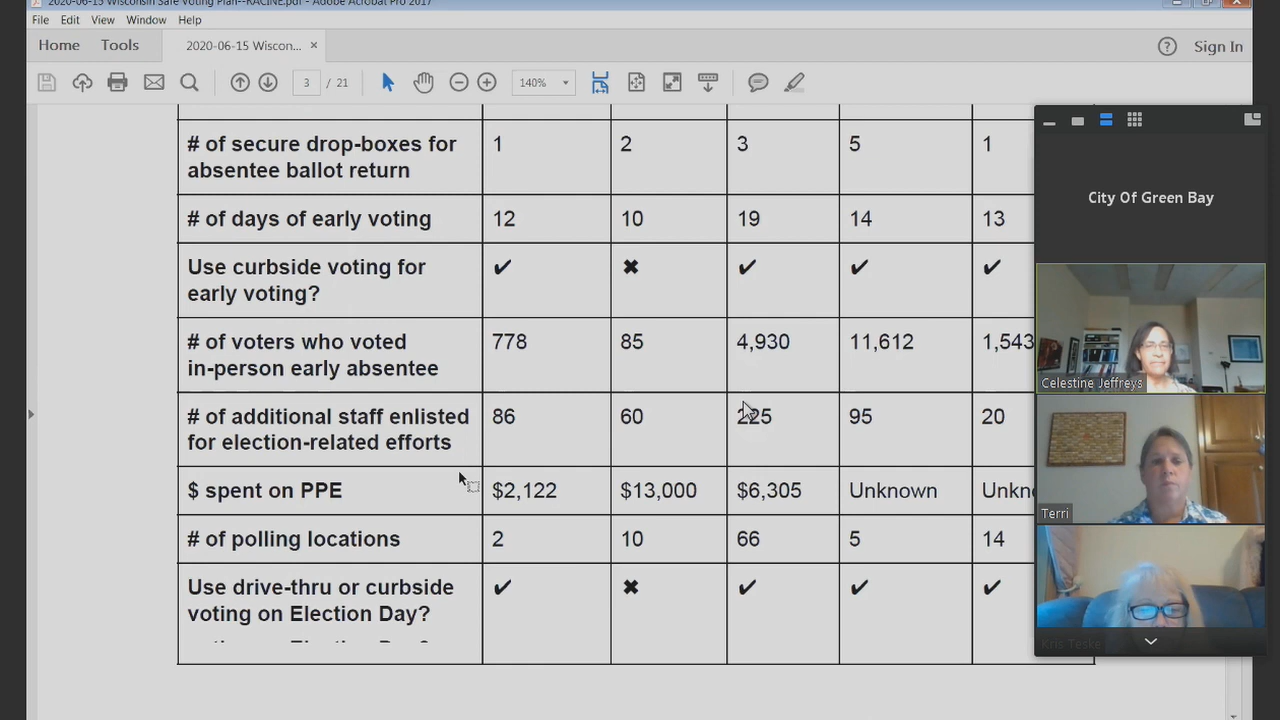 2020-06-15 Wisconsin Safe Voting Plan--RACINE.pdf - Adobe Acrobat Pro 2017
File Edit View Window Help
Home Tools 2020-06-15 Wiscon... × Sign In
3 / 21 140%
# of secure drop-boxes for
absentee ballot return
1 2 3 5 1
# of days of early voting 12 10 19 14 13
Use curbside voting for
early voting?
✔ ✖ ✔ ✔ ✔
# of voters who voted
in-person early absentee
778 85 4,930 11,612 1,543
# of additional staff enlisted
for election-related efforts
86 60 225 95 20
$ spent on PPE $2,122 $13,000 $6,305 Unknown Unkn
# of polling locations 2 10 66 5 14
Use drive-thru or curbside
voting on Election Day?
✔ ✖ ✔ ✔ ✔
City Of Green Bay
Celestine Jeffreys
Terri
Kris Teske